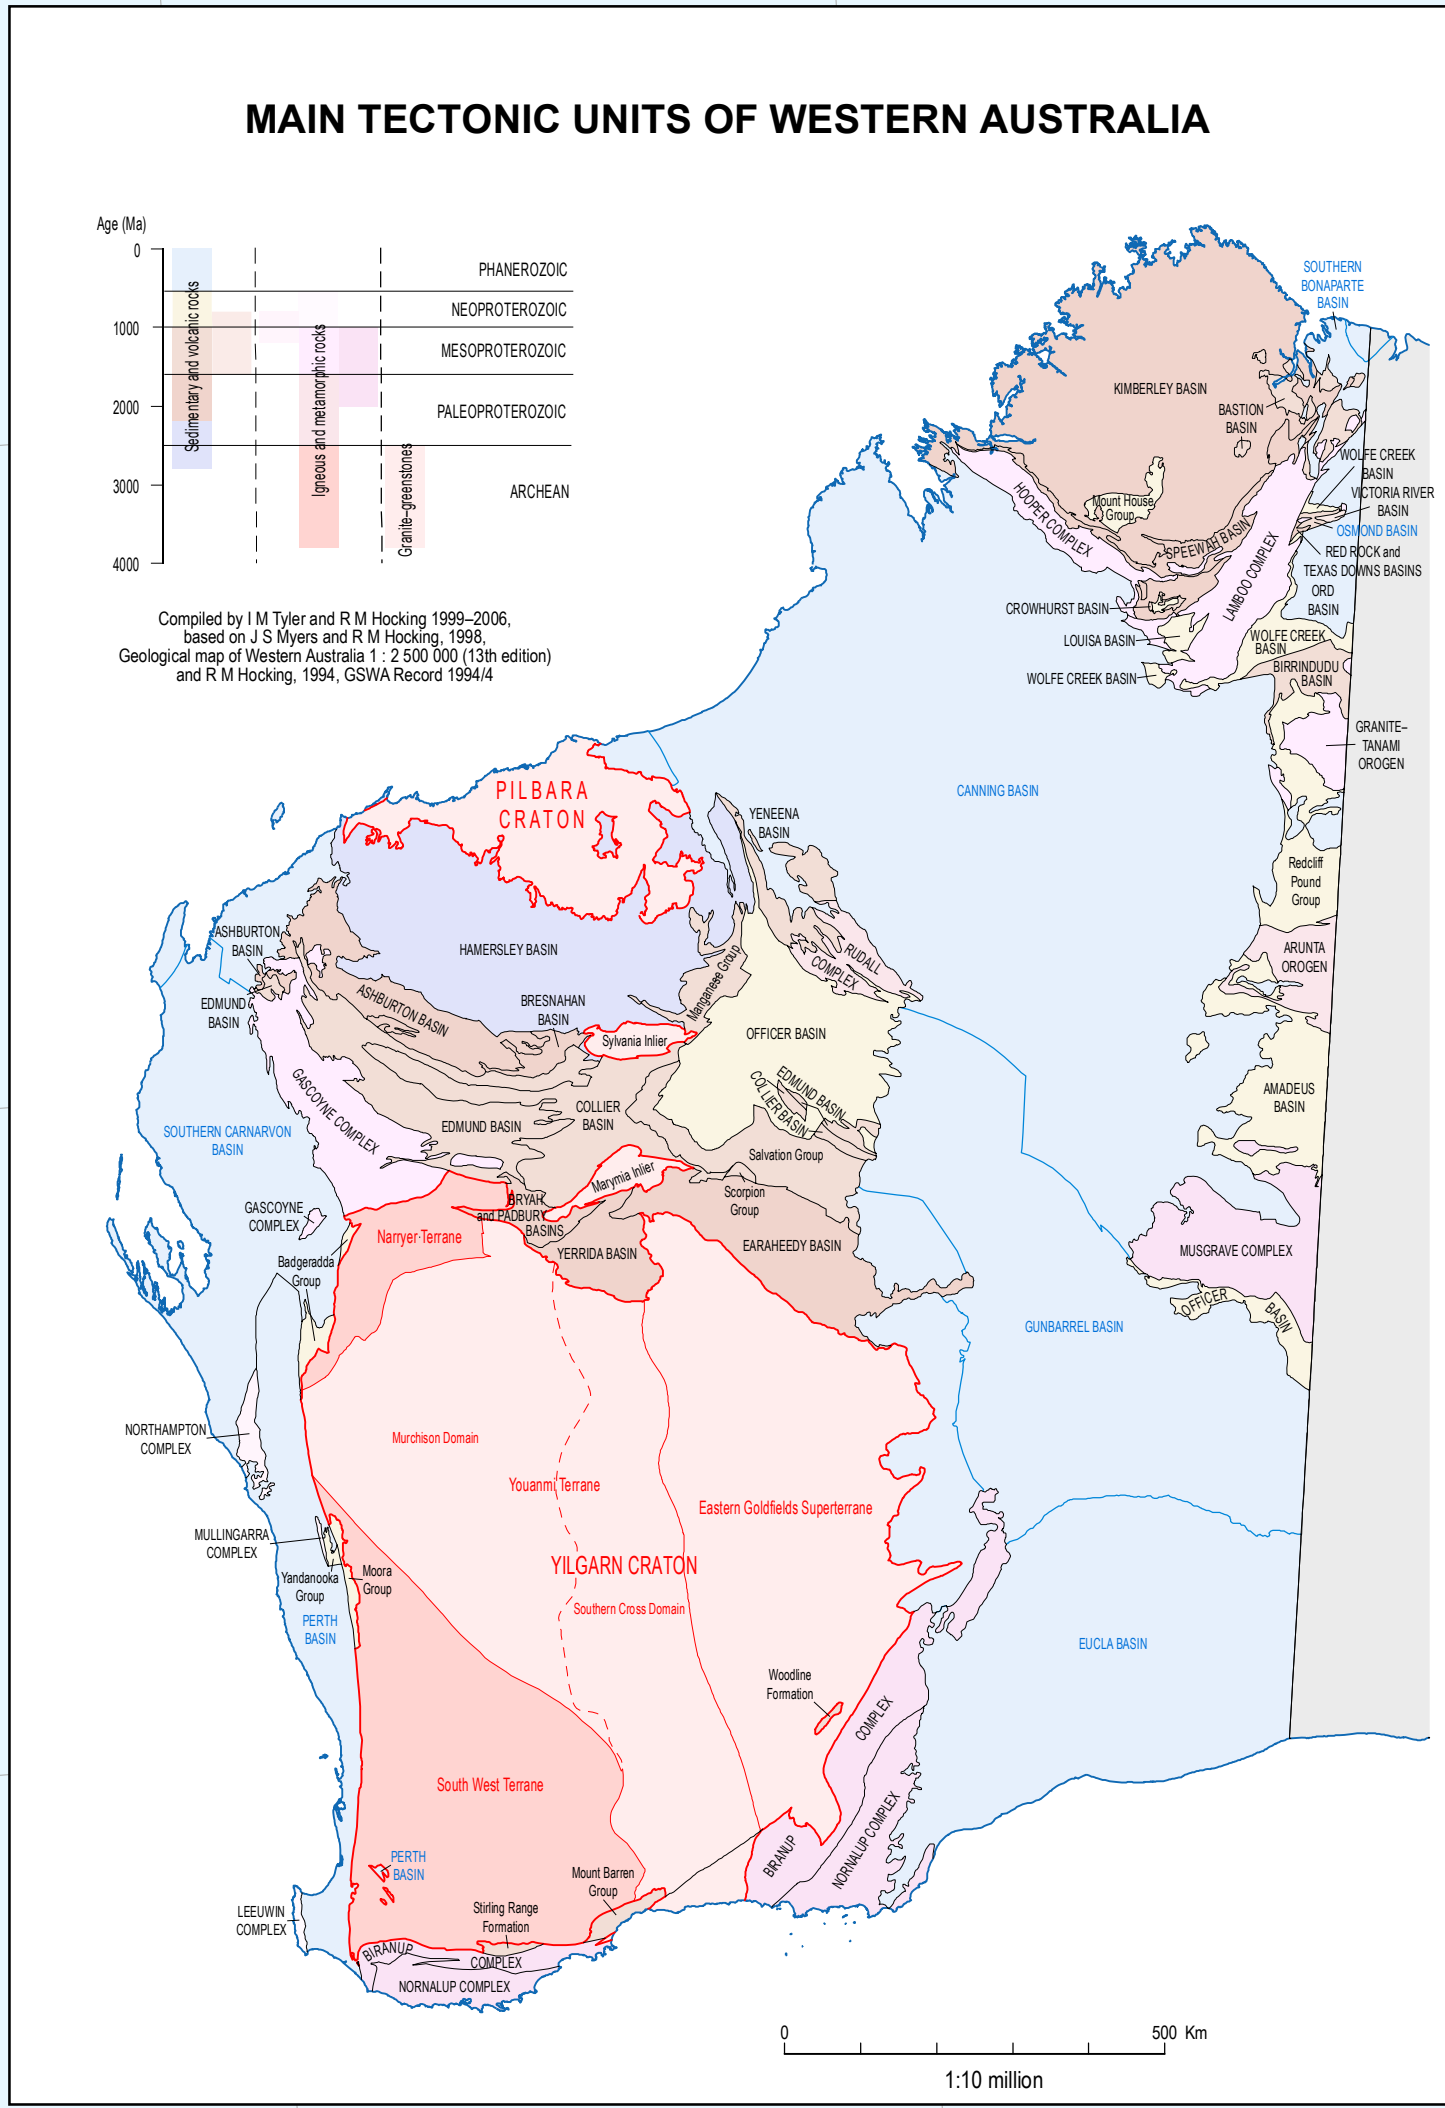 MAIN TECTONIC UNITS OF WESTERN AUSTRALIA
Age (Ma)
0
1000
2000
3000
4000
Sedimentary and volcanic rocks
Igneous and metamorphic rocks
Granite–greenstones
PHANEROZOIC
NEOPROTEROZOIC
MESOPROTEROZOIC
PALEOPROTEROZOIC
ARCHEAN
Compiled by I M Tyler and R M Hocking 1999–2006,
based on J S Myers and R M Hocking, 1998,
Geological map of Western Australia 1 : 2 500 000 (13th edition)
and R M Hocking, 1994, GSWA Record 1994/4
SOUTHERN
BONAPARTE
BASIN
KIMBERLEY BASIN
BASTION
BASIN
WOLFE CREEK
BASIN
VICTORIA RIVER
BASIN
OSMOND BASIN
RED ROCK and
TEXAS DOWNS BASINS
ORD
BASIN
HOOPER COMPLEX
Mount House
Group
SPEEWAH BASIN
LAMBOO COMPLEX
CROWHURST BASIN
LOUISA BASIN
WOLFE CREEK BASIN
WOLFE CREEK
BASIN
BIRRINDUDU
BASIN
GRANITE–
TANAMI
OROGEN
CANNING BASIN
PILBARA
CRATON
YENEENA
BASIN
Redcliff
Pound
Group
ARUNTA
OROGEN
ASHBURTON
BASIN
HAMERSLEY BASIN
RUDALL
COMPLEX
Manganese Group
EDMUND
BASIN
ASHBURTON BASIN
BRESNAHAN
BASIN
Sylvania Inlier
OFFICER BASIN
AMADEUS
BASIN
GASCOYNE COMPLEX
EDMUND BASIN
COLLIER
BASIN
EDMUND BASIN
COLLIER BASIN
SOUTHERN CARNARVON
BASIN
Salvation Group
Marymia Inlier
Scorpion
Group
GASCOYNE
COMPLEX
BRYAH
and PADBURY
BASINS
Narryer Terrane
YERRIDA BASIN
EARAHEEDY BASIN
MUSGRAVE COMPLEX
Badgeradda
Group
OFFICER
BASIN
GUNBARREL BASIN
NORTHAMPTON
COMPLEX
Murchison Domain
Youanmi Terrane
Eastern Goldfields Superterrane
MULLINGARRA
COMPLEX
YILGARN CRATON
Yandanooka
Group
Moora
Group
Southern Cross Domain
PERTH
BASIN
EUCLA BASIN
Woodline
Formation
COMPLEX
South West Terrane
BIRANUP
NORNALUP COMPLEX
PERTH
BASIN
Mount Barren
Group
LEEUWIN
COMPLEX
Stirling Range
Formation
BIRANUP
COMPLEX
NORNALUP COMPLEX
0
500 Km
1:10 million